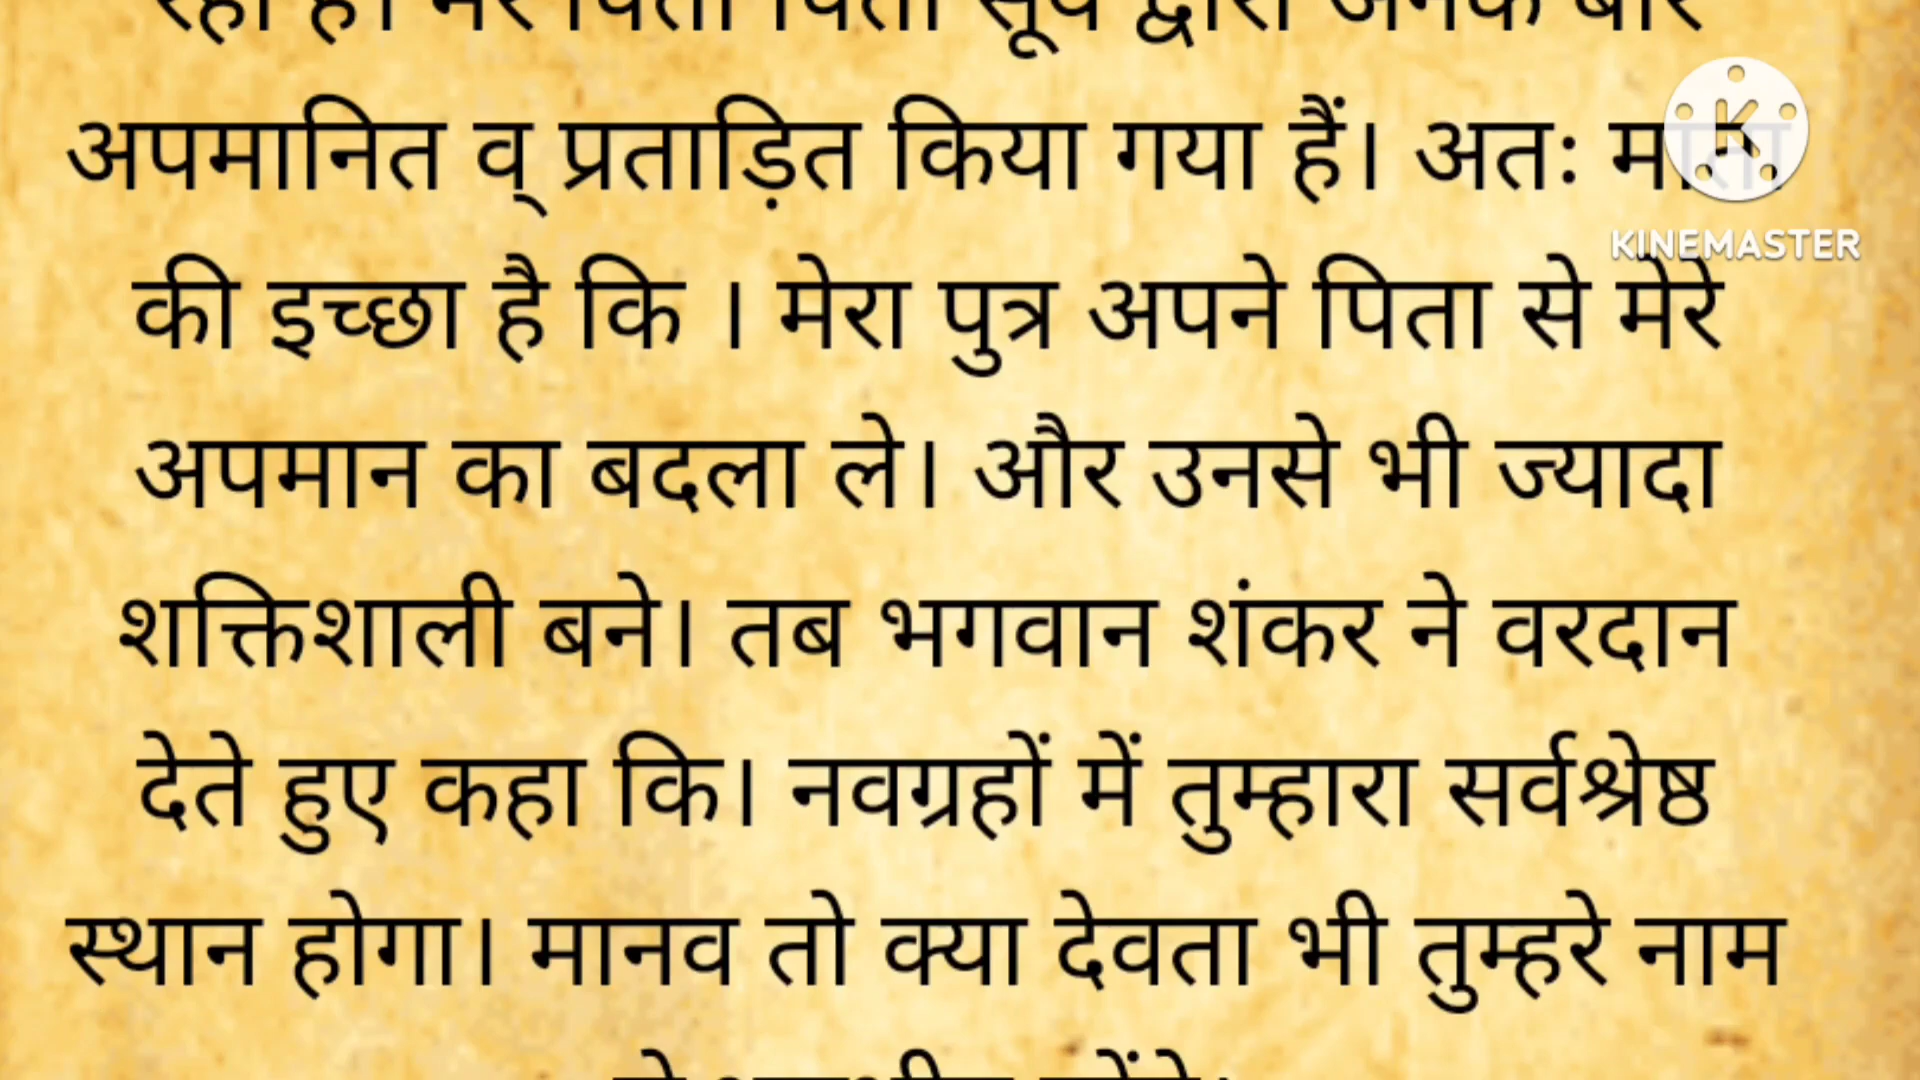 रही है। मेरे पिता पिता सूर्य द्वारा अनेक बार
अपमानित व् प्रताड़ित किया गया हैं। अतः माता
की इच्छा है कि । मेरा पुत्र अपने पिता से मेरे
अपमान का बदला ले। और उनसे भी ज्यादा
शक्तिशाली बने। तब भगवान शंकर ने वरदान
देते हुए कहा कि। नवग्रहों में तुम्हारा सर्वश्रेष्ठ
स्थान होगा। मानव तो क्या देवता भी तुम्हरे नाम
KINEMASTER